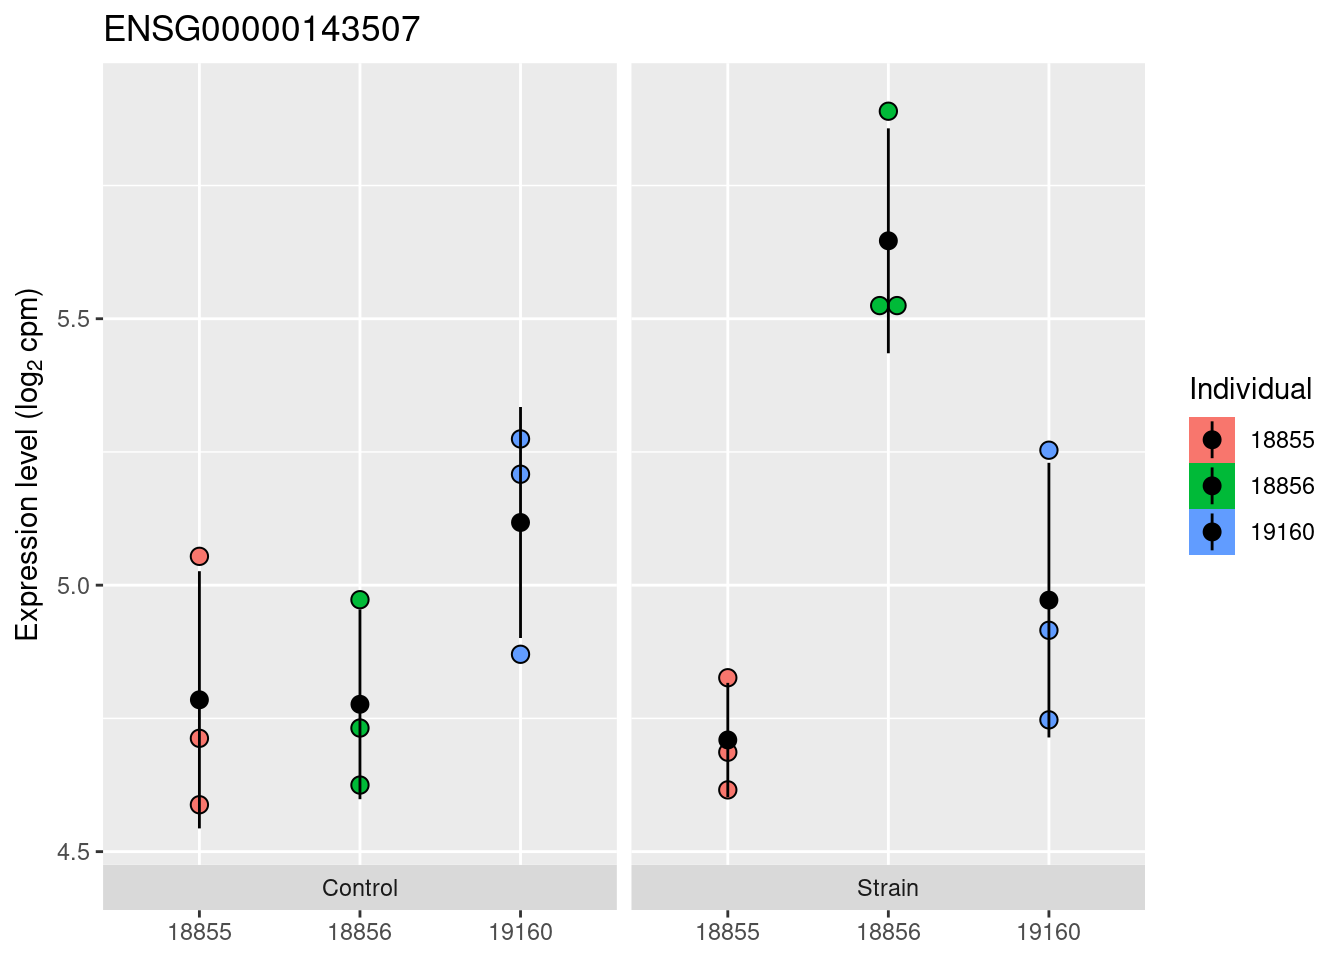 ENSG00000143507
Expression level (log₂ cpm)
5.5
5.0
4.5
Control
Strain
18855
18856
19160
18855
18856
19160
Individual
18855
18856
19160